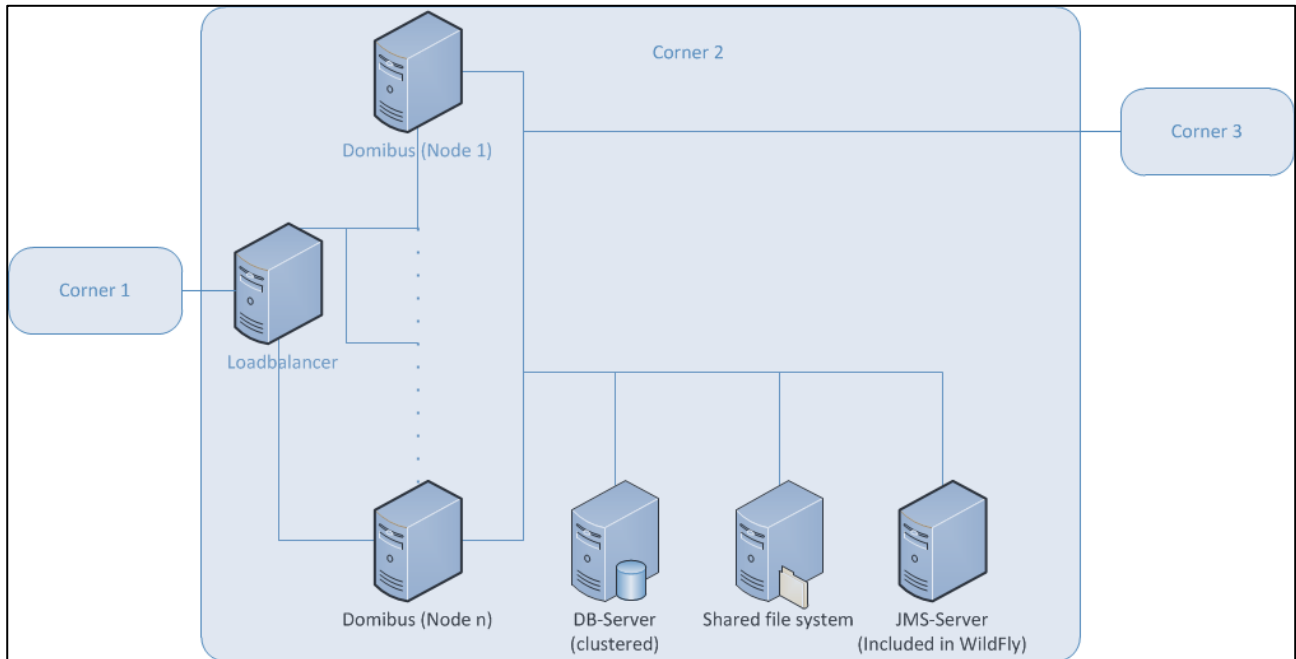 Corner 2
Domibus (Node 1)
Corner 3
Corner 1
Loadbalancer
Domibus (Node n)
DB-Server
(clustered)
Shared file system
JMS-Server
(Included in WildFly)